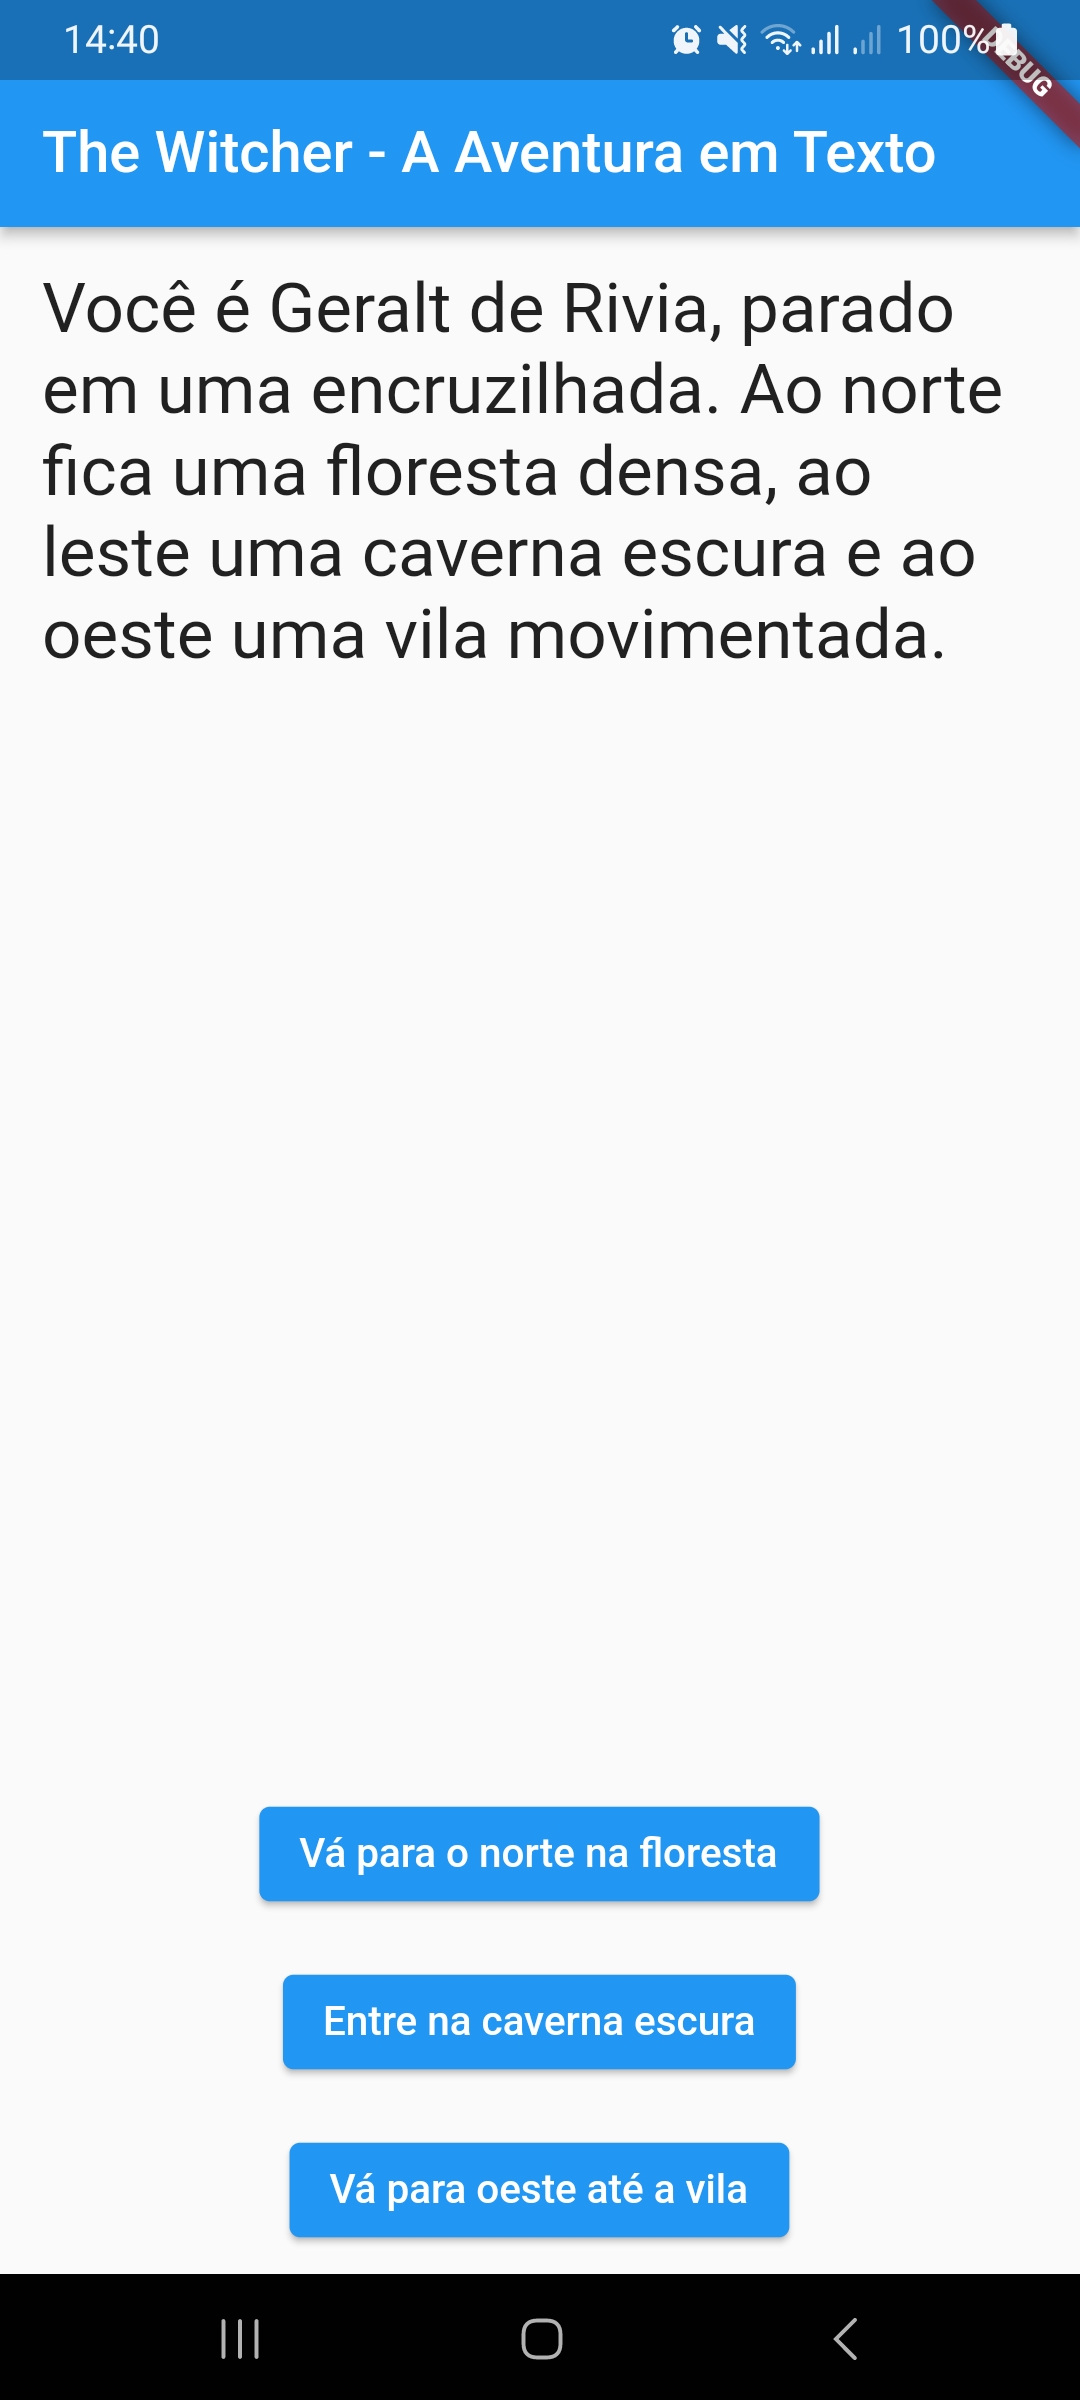 14:40
100%
DEBUG
The Witcher - A Aventura em Texto
Você é Geralt de Rivia, parado
em uma encruzilhada. Ao norte
fica uma floresta densa, ao
leste uma caverna escura e ao
oeste uma vila movimentada.
Vá para o norte na floresta
Entre na caverna escura
Vá para oeste até a vila